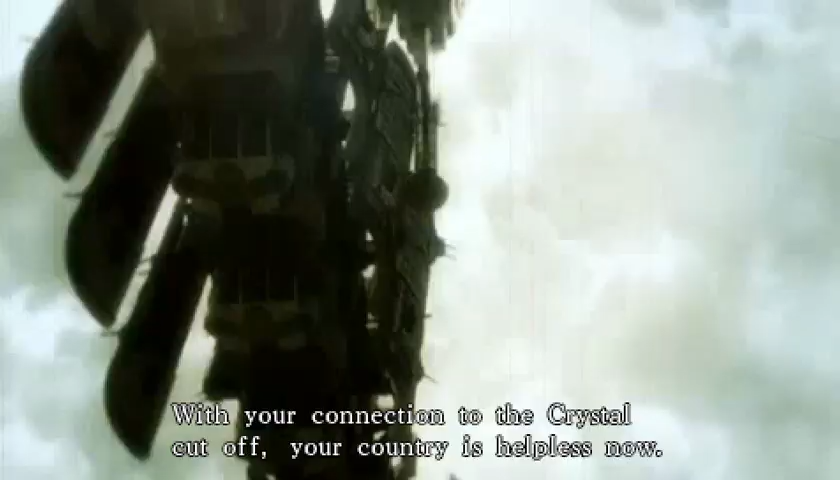 With your connection to the Crystal
cut off, your country is helpless now.